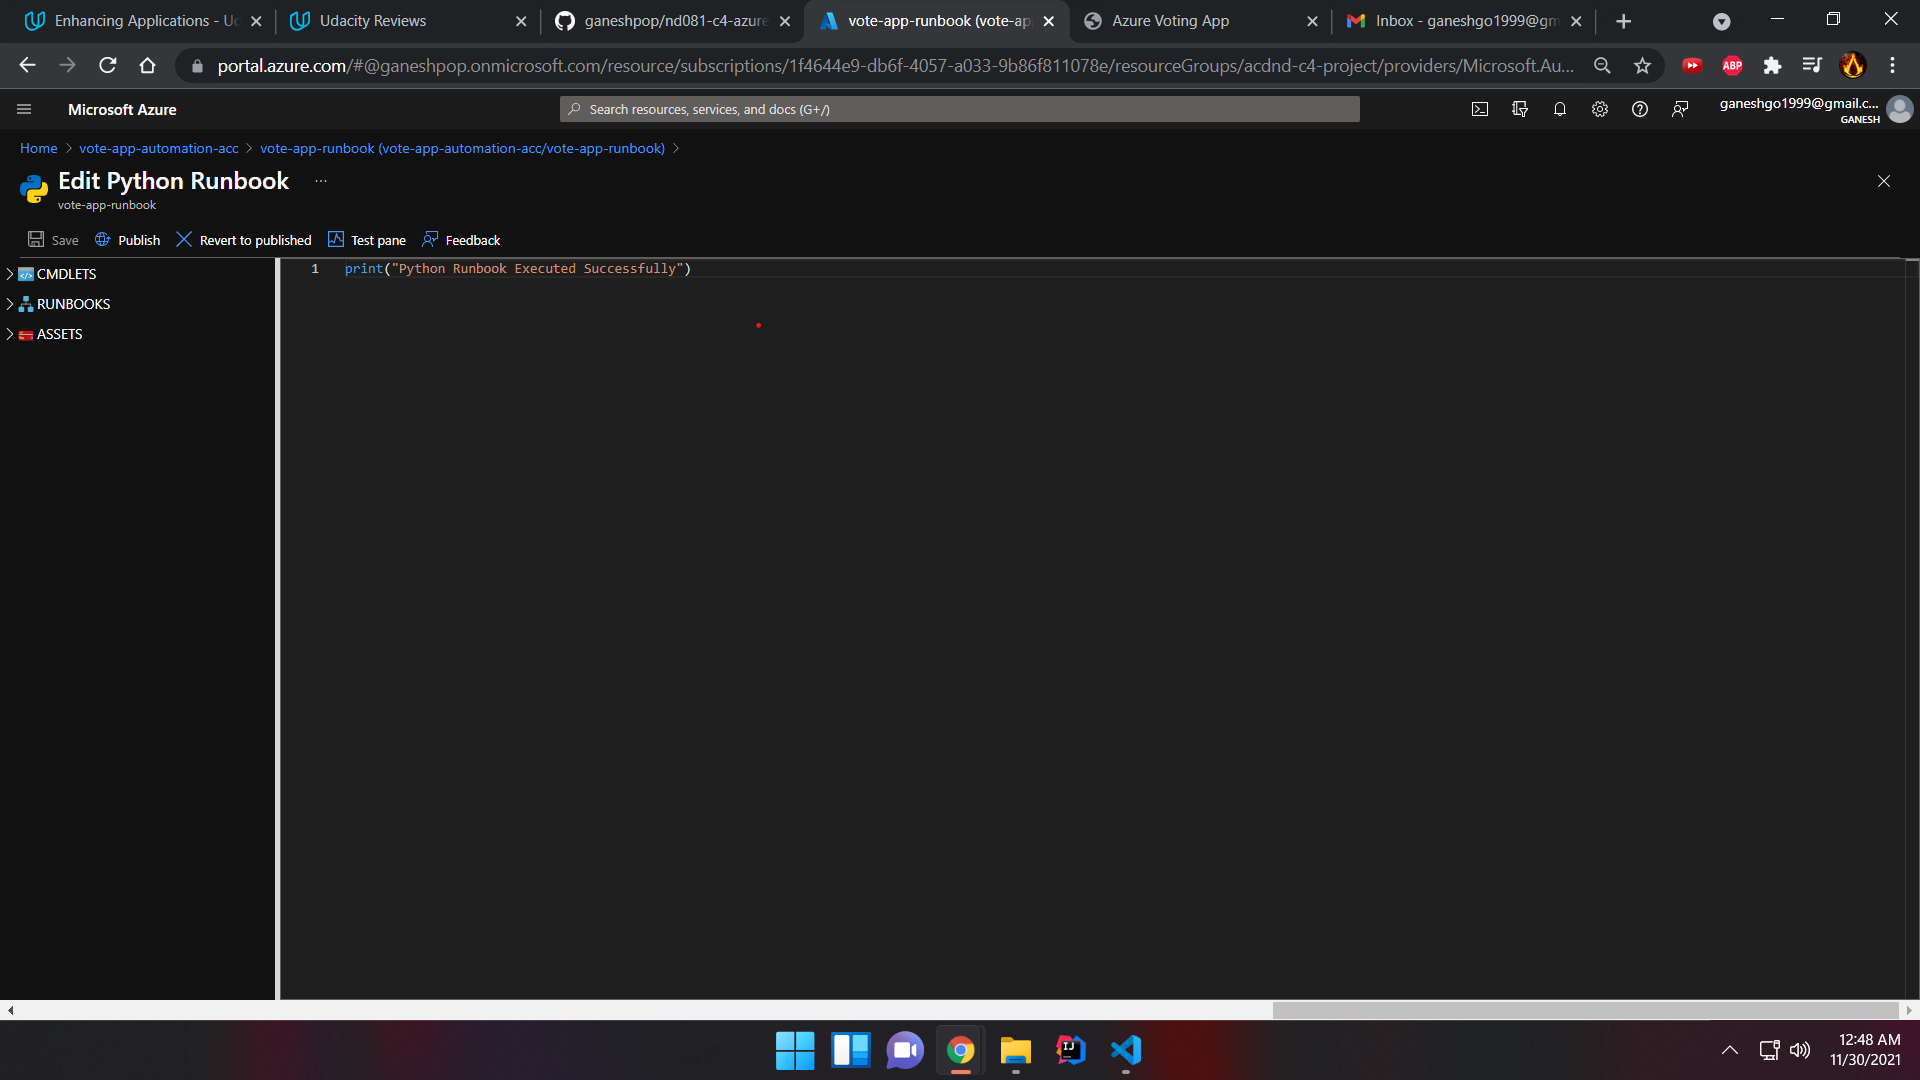 Enhancing Applications - Ud
Udacity Reviews
ganeshpop/nd081-c4-azure
vote-app-runbook (vote-ap
Azure Voting App
Inbox - ganeshgo1999@gm
portal.azure.com/#@ganeshpop.onmicrosoft.com/resource/subscriptions/1f4644e9-db6f-4057-a033-9b86f811078e/resourceGroups/acdnd-c4-project/providers/Microsoft.Au...
ABP
Microsoft Azure
Search resources, services, and docs (G+/)
ganeshgo1999@gmail.c...
GANESH
Home > vote-app-automation-acc > vote-app-runbook (vote-app-automation-acc/vote-app-runbook) >
Edit Python Runbook ...
vote-app-runbook
Save Publish Revert to published Test pane Feedback
CMDLETS
RUNBOOKS
ASSETS
1 print("Python Runbook Executed Successfully")
IJ
12:48 AM
11/30/2021